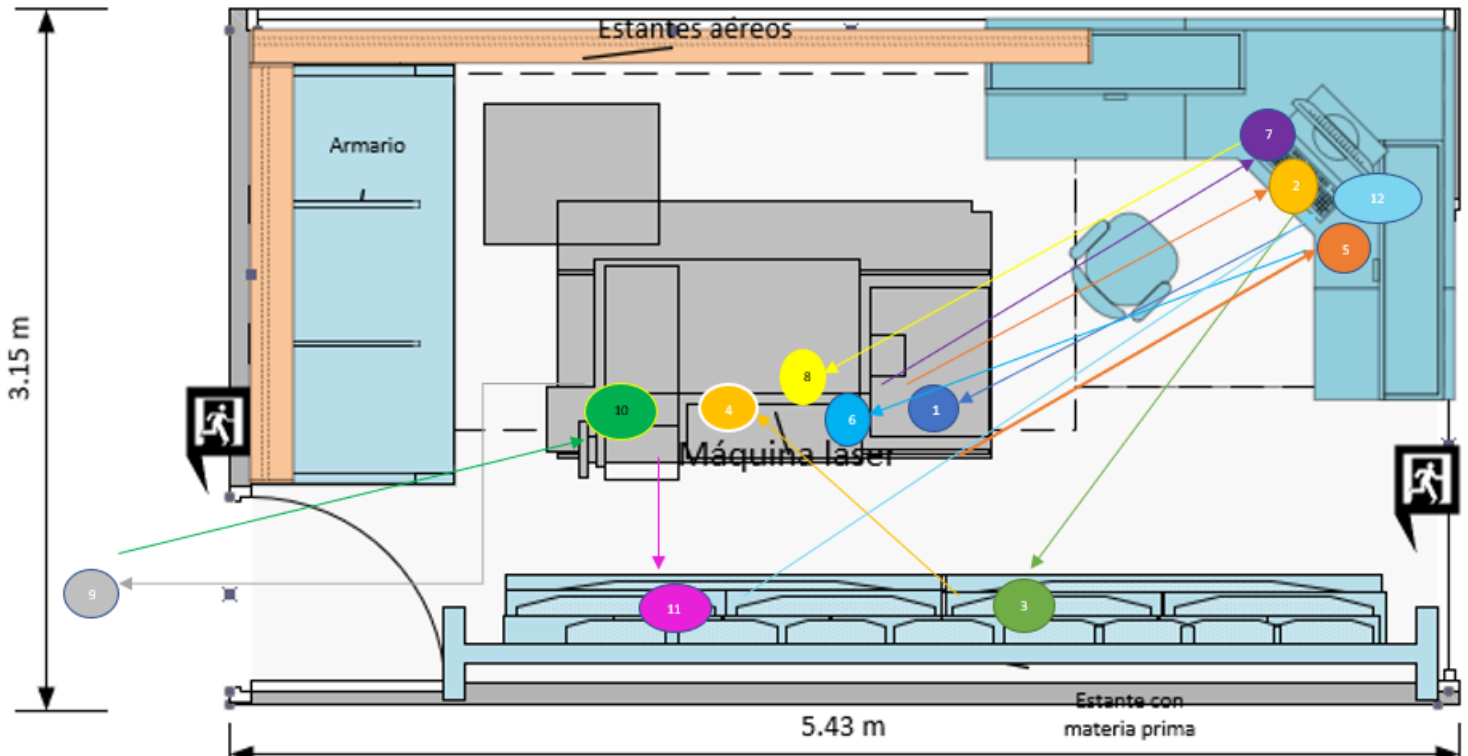 Estantes aéreos
7
Armario
2
12
5
3.15 m
8
10
4
6
1
Máquina laser
9
11
3
Estante con
materia prima
5.43 m